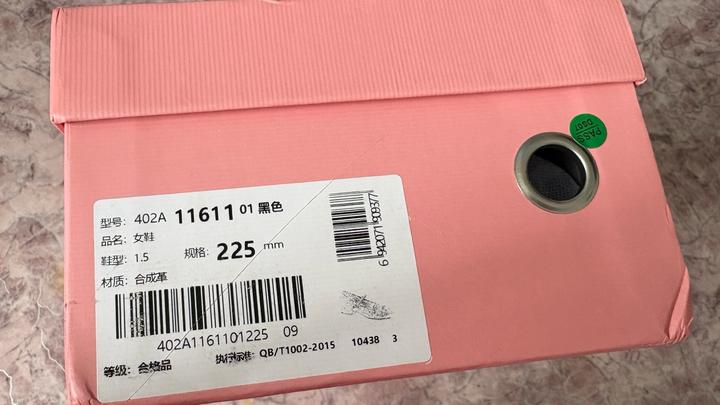 型号: 402A 11611 01 黑色
品名: 女鞋
鞋型: 1.5 规格: 225 mm
材质: 合成革
402A1161101225 09
等级: 合格品 执行标准: QB/T1002-2015 10438 3
6942071909377
PASS
DS07